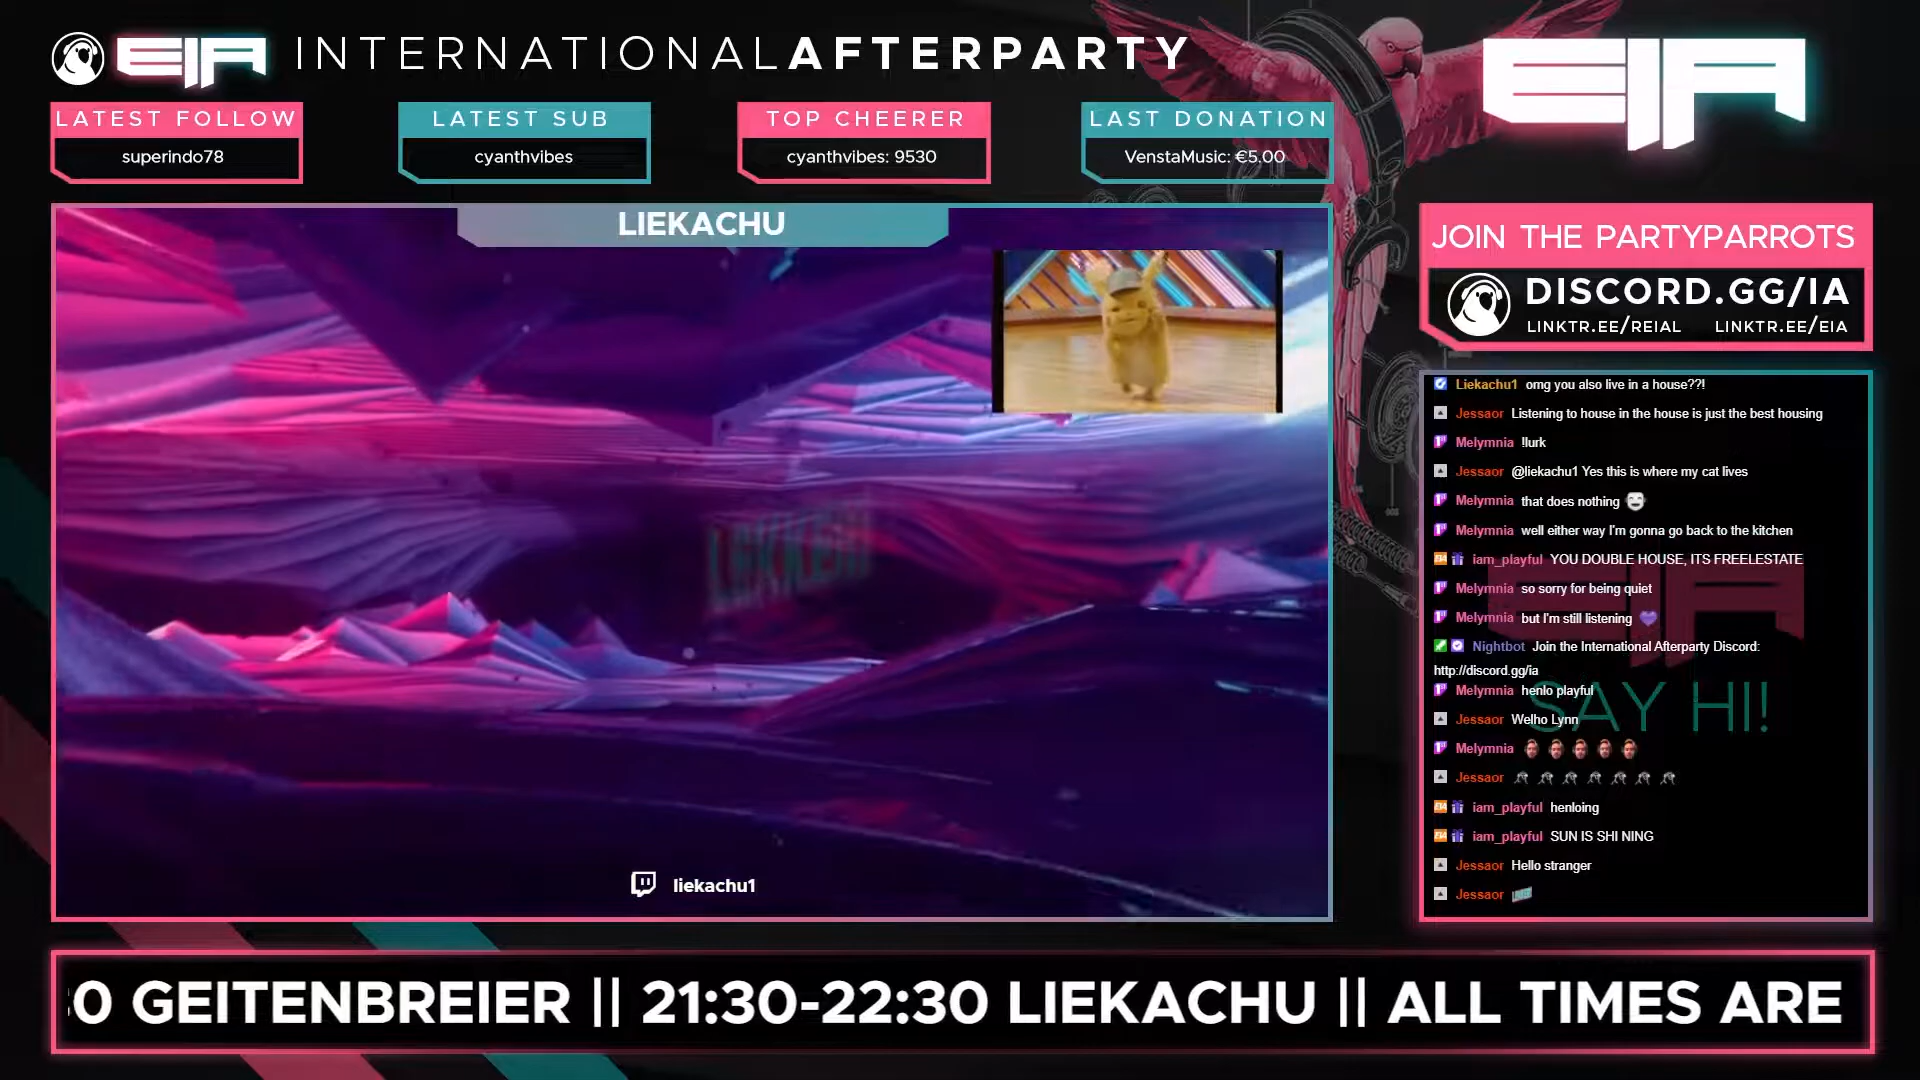 EIA INTERNATIONALAFTERPARTY
EIA
LATEST FOLLOW
superindo78
LATEST SUB
cyanthvibes
TOP CHEERER
cyanthvibes: 9530
LAST DONATION
VenstaMusic: €5.00
LIEKACHU
liekachu1
JOIN THE PARTYPARROTS
DISCORD.GG/IA
LINKTR.EE/REIAL LINKTR.EE/EIA
Liekachu1 omg you also live in a house??!
Jessaor Listening to house in the house is just the best housing
Melymnia !lurk
Jessaor @liekachu1 Yes this is where my cat lives
Melymnia that does nothing
Melymnia well either way I'm gonna go back to the kitchen
EIA iam_playful YOU DOUBLE HOUSE, ITS FREELESTATE
Melymnia so sorry for being quiet
Melymnia but I'm still listening
Nightbot Join the International Afterparty Discord:
http://discord.gg/ia
Melymnia henlo playful
Jessaor Welho Lynn
Melymnia
Jessaor
EIA iam_playful henloing
EIA iam_playful SUN IS SHI NING
Jessaor Hello stranger
Jessaor
EIA
SAY HI!
0 GEITENBREIER || 21:30-22:30 LIEKACHU || ALL TIMES ARE